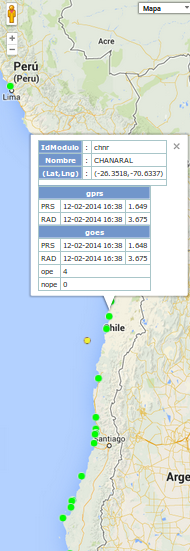 Mapa
Acre
Perú
(Peru)
Lima
IdModulo : chnr
Nombre : CHANARAL
(Lat,Lng) : (-26.3518,-70.6337)
gprs
PRS 12-02-2014 16:38 1.649
RAD 12-02-2014 16:38 3.675
goes
PRS 12-02-2014 16:38 1.648
RAD 12-02-2014 16:38 3.675
ope 4
nope 0
hile
antiago
Arge